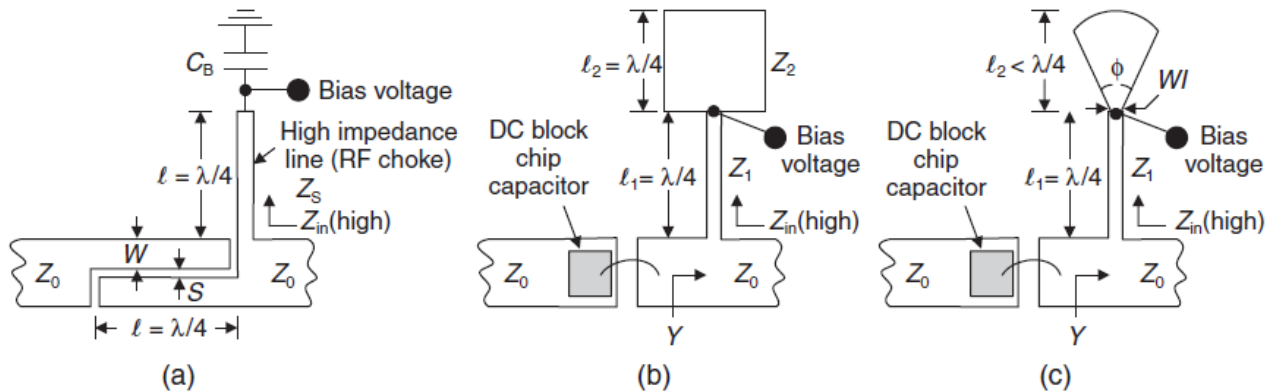 C_B
Bias voltage
High impedance
line (RF choke)
ℓ = λ/4
Z_S
Z_in(high)
W
Z_0
S
Z_0
ℓ = λ/4
(a)
ℓ_2 = λ/4
Z_2
DC block
chip
capacitor
Bias
voltage
ℓ_1 = λ/4
Z_1
Z_in(high)
Z_0
Z_0
Y
(b)
ℓ_2 < λ/4
ϕ
WI
DC block
chip
capacitor
Bias
voltage
ℓ_1 = λ/4
Z_1
Z_in(high)
Z_0
Z_0
Y
(c)